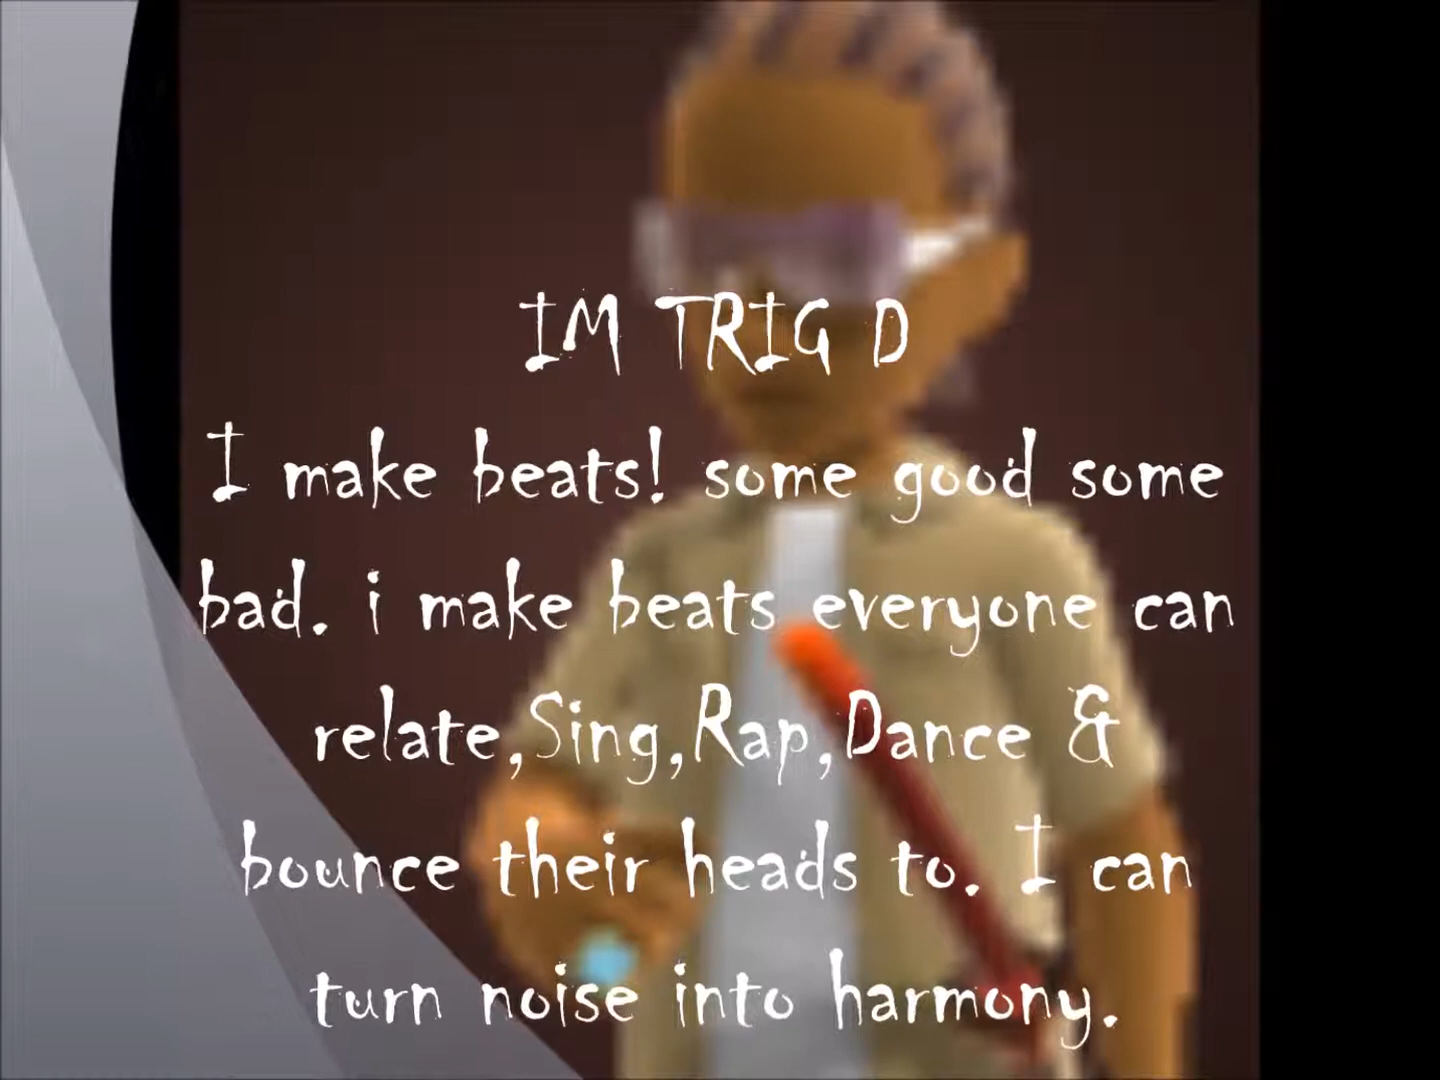 IM TRIG D
I make beats! some good some
bad. i make beats everyone can
relate,Sing,Rap,Dance &
bounce their heads to. I can
turn noise into harmony.